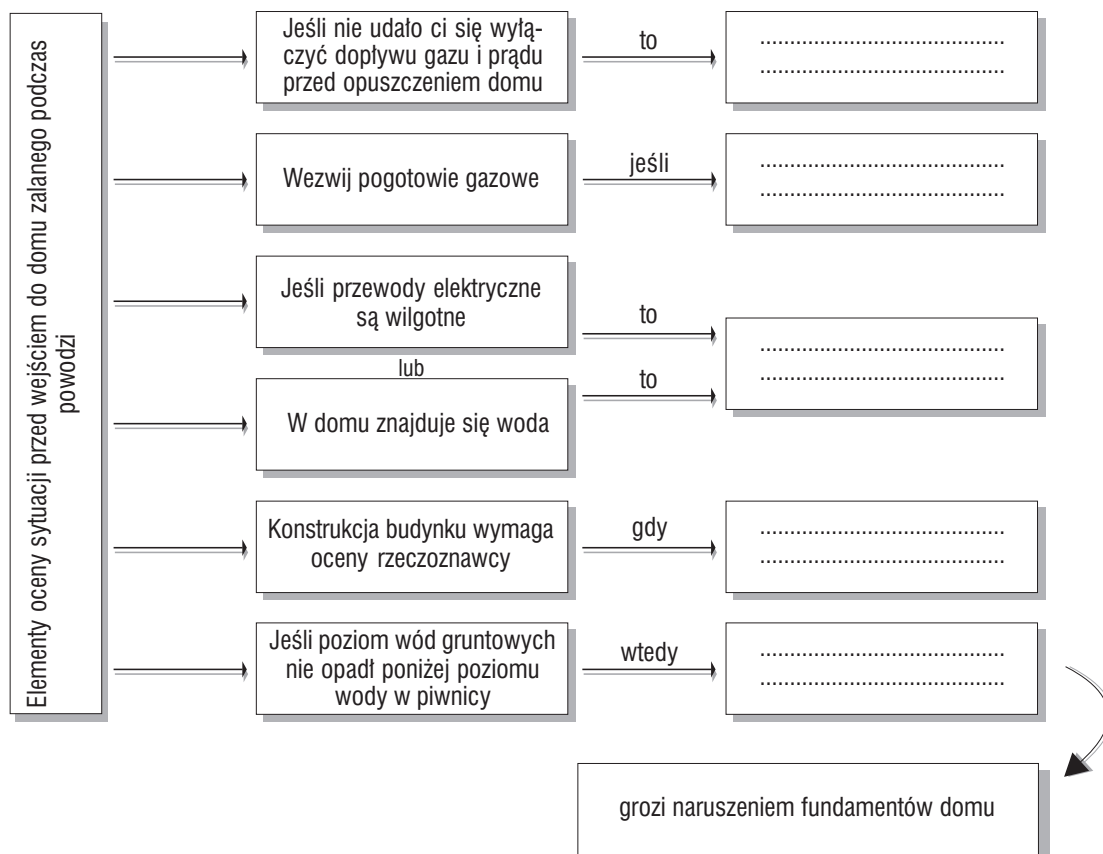 Elementy oceny sytuacji przed wejściem do domu zalanego podczas
powodzi
Jeśli nie udało ci się wyłą-
czyć dopływu gazu i prądu
przed opuszczeniem domu
to
..........................................
..........................................
Wezwij pogotowie gazowe
jeśli
..........................................
..........................................
Jeśli przewody elektryczne
są wilgotne
to
lub
W domu znajduje się woda
to
..........................................
..........................................
Konstrukcja budynku wymaga
oceny rzeczoznawcy
gdy
..........................................
..........................................
Jeśli poziom wód gruntowych
nie opadł poniżej poziomu
wody w piwnicy
wtedy
..........................................
..........................................
grozi naruszeniem fundamentów domu